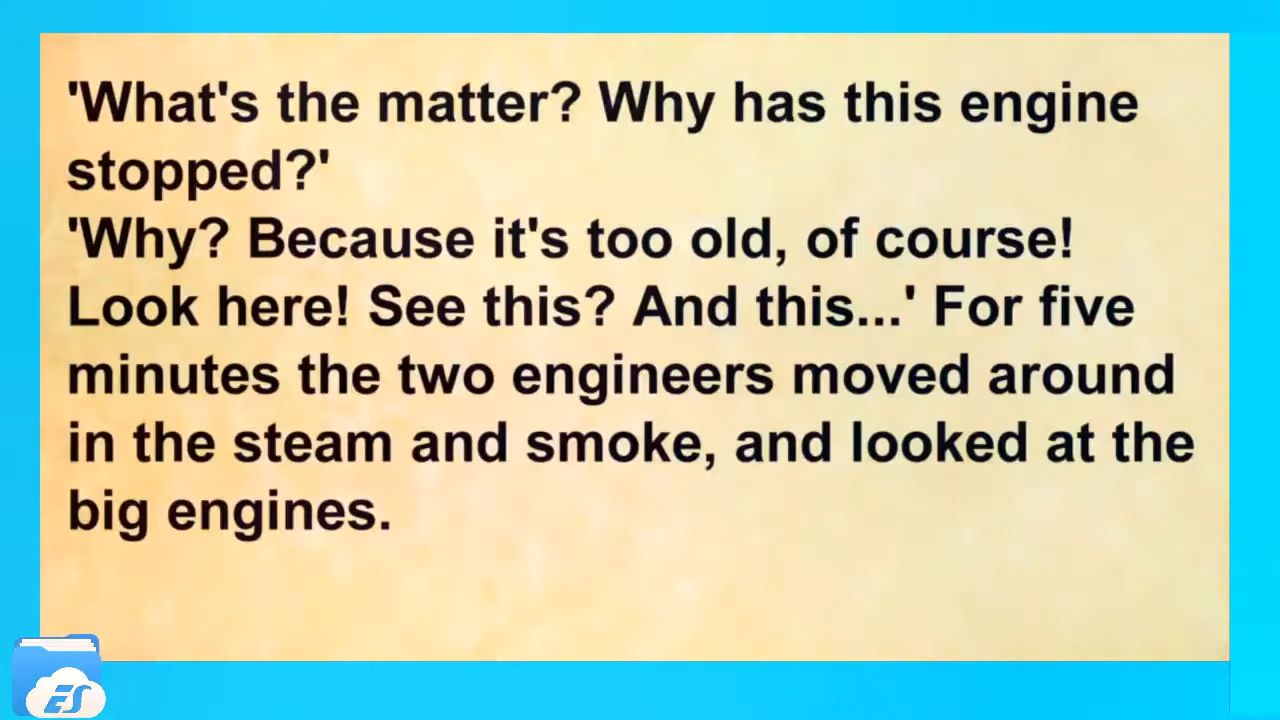 'What's the matter? Why has this engine
stopped?'
'Why? Because it's too old, of course!
Look here! See this? And this...' For five
minutes the two engineers moved around
in the steam and smoke, and looked at the
big engines.
ES